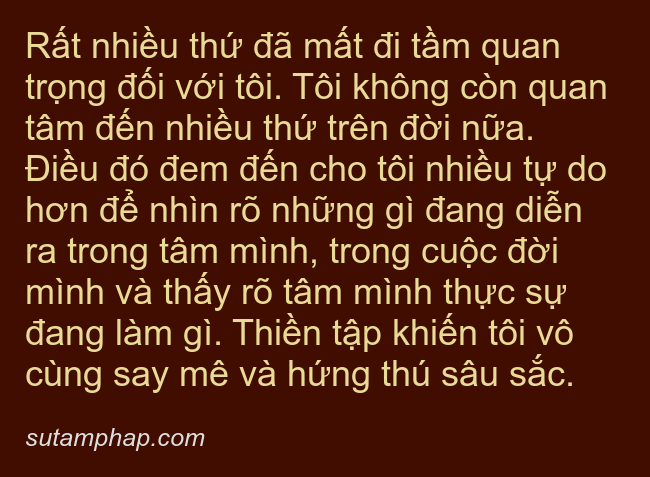 Rất nhiều thứ đã mất đi tầm quan
trọng đối với tôi. Tôi không còn quan
tâm đến nhiều thứ trên đời nữa.
Điều đó đem đến cho tôi nhiều tự do
hơn để nhìn rõ những gì đang diễn
ra trong tâm mình, trong cuộc đời
mình và thấy rõ tâm mình thực sự
đang làm gì. Thiền tập khiến tôi vô
cùng say mê và hứng thú sâu sắc.
sutamphap.com